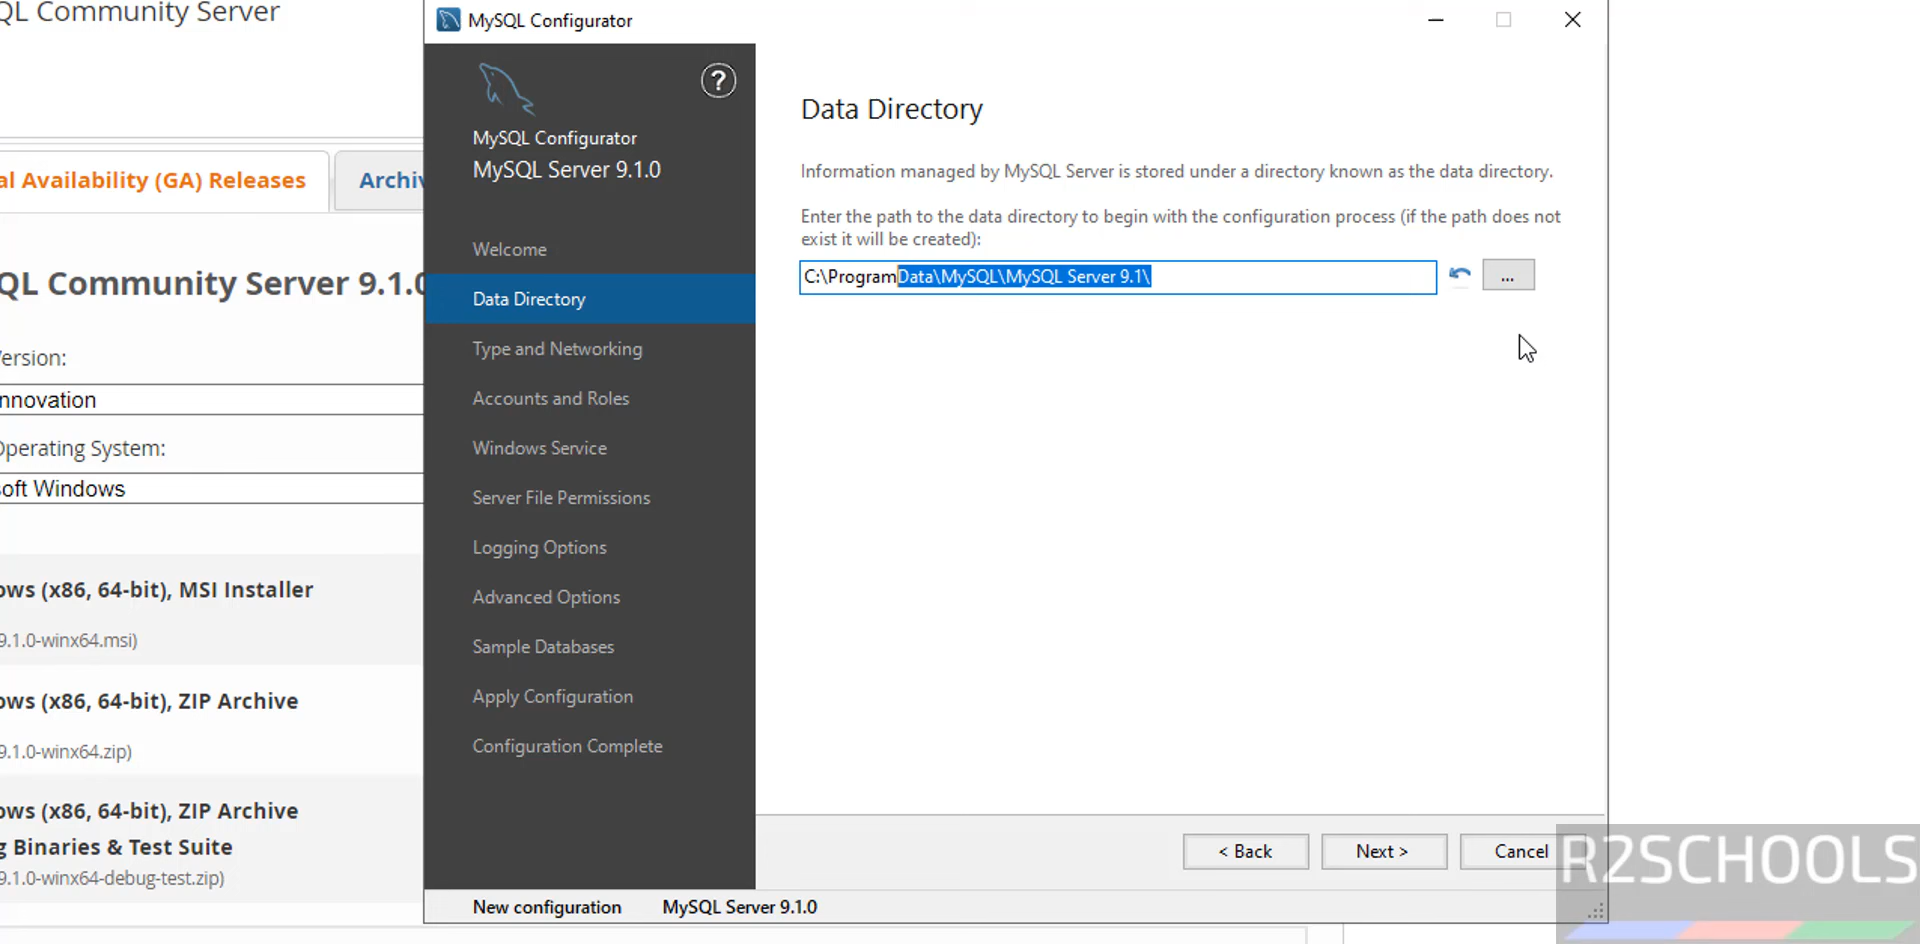 QL Community Server
al Availability (GA) Releases
Archiv
QL Community Server 9.1.0
ersion:
nnovation
Operating System:
soft Windows
ows (x86, 64-bit), MSI Installer
9.1.0-winx64.msi)
ows (x86, 64-bit), ZIP Archive
9.1.0-winx64.zip)
ows (x86, 64-bit), ZIP Archive
g Binaries & Test Suite
9.1.0-winx64-debug-test.zip)
MySQL Configurator
?
MySQL Configurator
MySQL Server 9.1.0
Welcome
Data Directory
Type and Networking
Accounts and Roles
Windows Service
Server File Permissions
Logging Options
Advanced Options
Sample Databases
Apply Configuration
Configuration Complete
Data Directory
Information managed by MySQL Server is stored under a directory known as the data directory.
Enter the path to the data directory to begin with the configuration process (if the path does not
exist it will be created):
C:\ProgramData\MySQL\MySQL Server 9.1\
...
< Back
Next >
Cancel
New configuration
MySQL Server 9.1.0
R2SCHOOLS